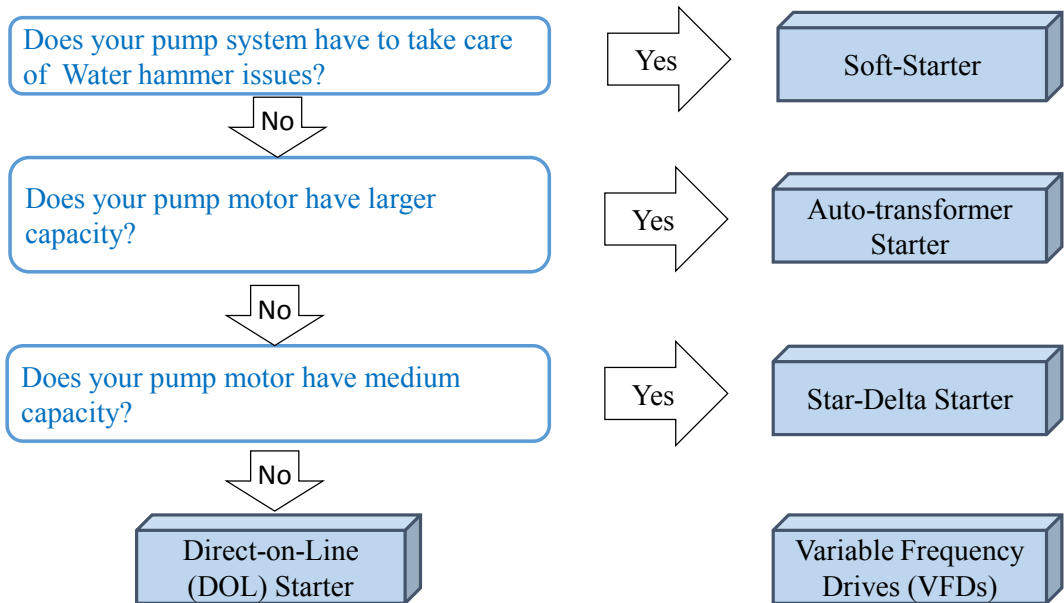 Does your pump system have to take care
of Water hammer issues?
Yes
Soft-Starter
No
Does your pump motor have larger
capacity?
Yes
Auto-transformer
Starter
No
Does your pump motor have medium
capacity?
Yes
Star-Delta Starter
No
Direct-on-Line
(DOL) Starter
Variable Frequency
Drives (VFDs)